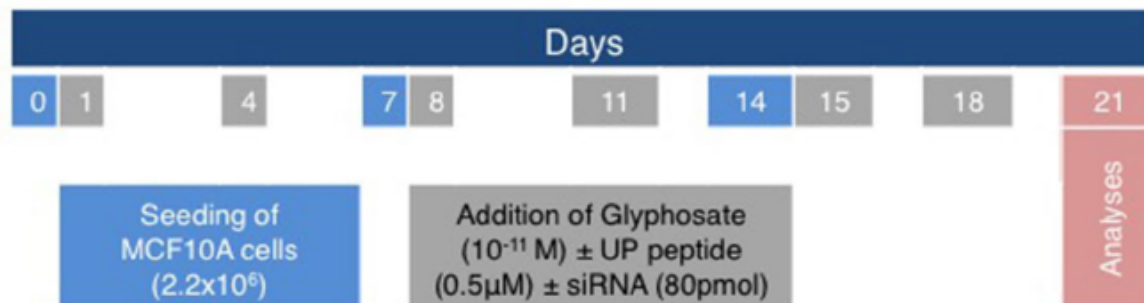 Days
0 1 4 7 8 11 14 15 18 21
Seeding of
MCF10A cells
(2.2x10⁶)
Addition of Glyphosate
(10⁻¹¹ M) ± UP peptide
(0.5µM) ± siRNA (80pmol)
Analyses